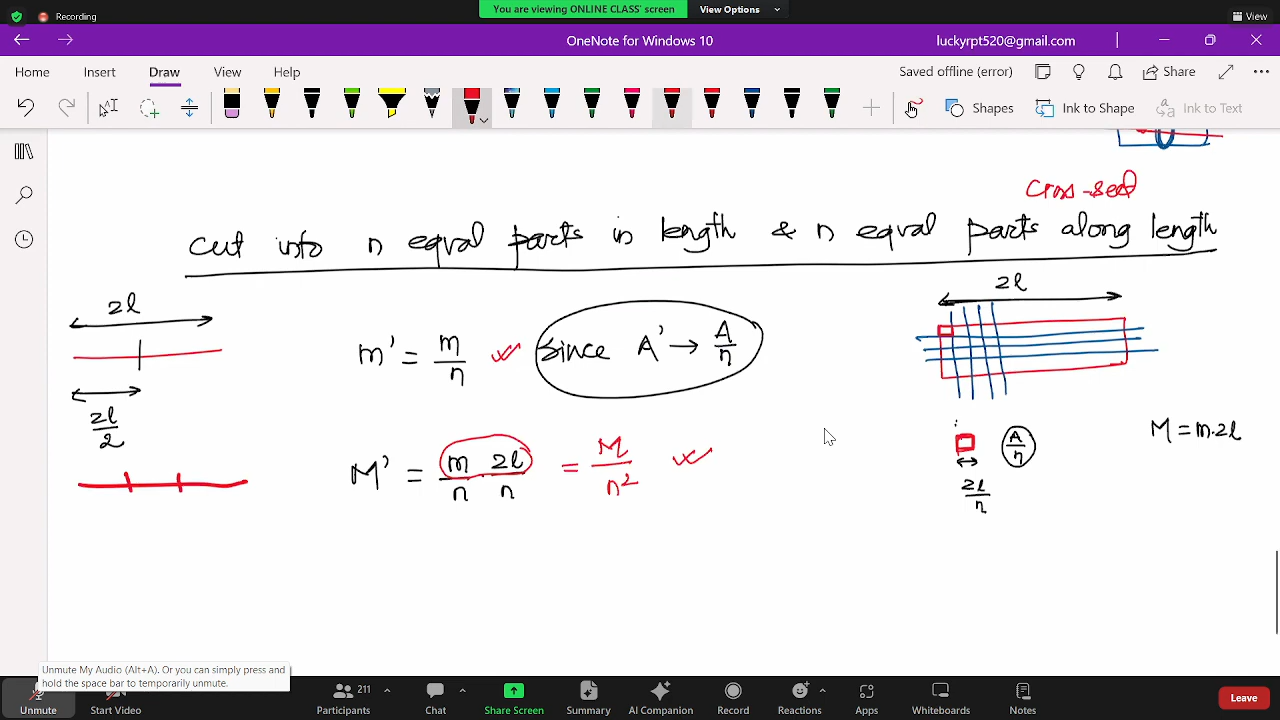 You are viewing ONLINE CLASS' screen
View Options
Recording
View
OneNote for Windows 10
luckyrpt520@gmail.com
Home Insert Draw View Help
Saved offline (error)
Share
Shapes
Ink to Shape
Ink to Text
cut into n equal parts in length & n equal parts along length
2l
2l
m' = m/n
since A' → A/n
2l/2
M' = m 2l / n n = M/n²
A/n
2l/n
M = m.2l
Unmute My Audio (Alt+A). Or you can simply press and
hold the space bar to temporarily unmute.
Unmute
Start Video
Participants
211
Chat
Share Screen
Summary
AI Companion
Record
Reactions
Apps
Whiteboards
Notes
Leave